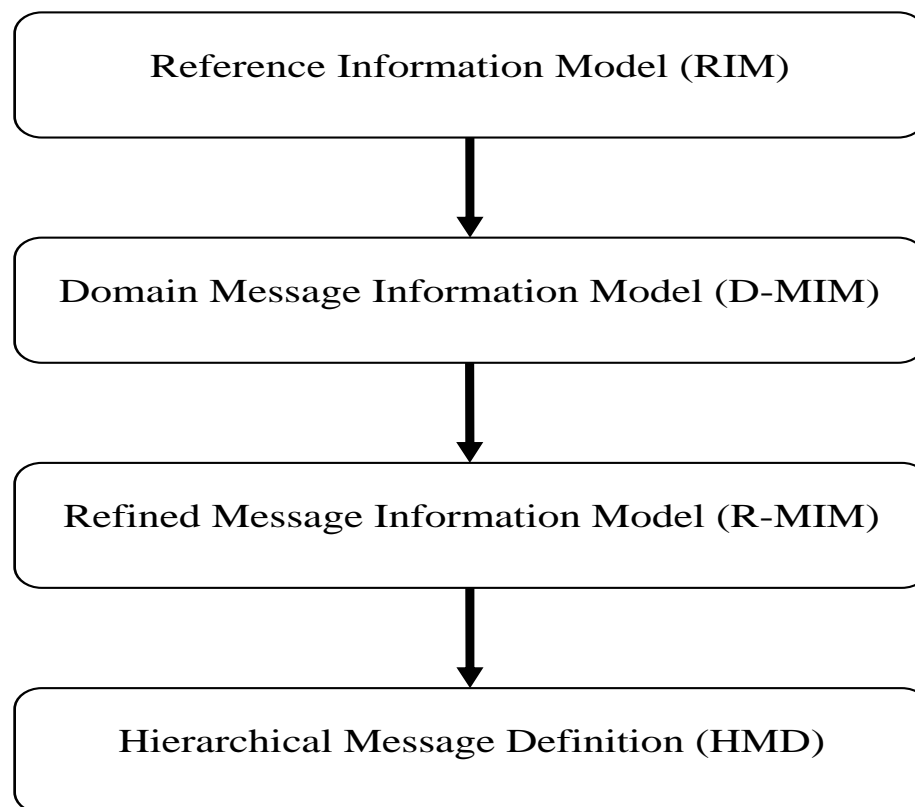 Reference Information Model (RIM)
Domain Message Information Model (D-MIM)
Refined Message Information Model (R-MIM)
Hierarchical Message Definition (HMD)